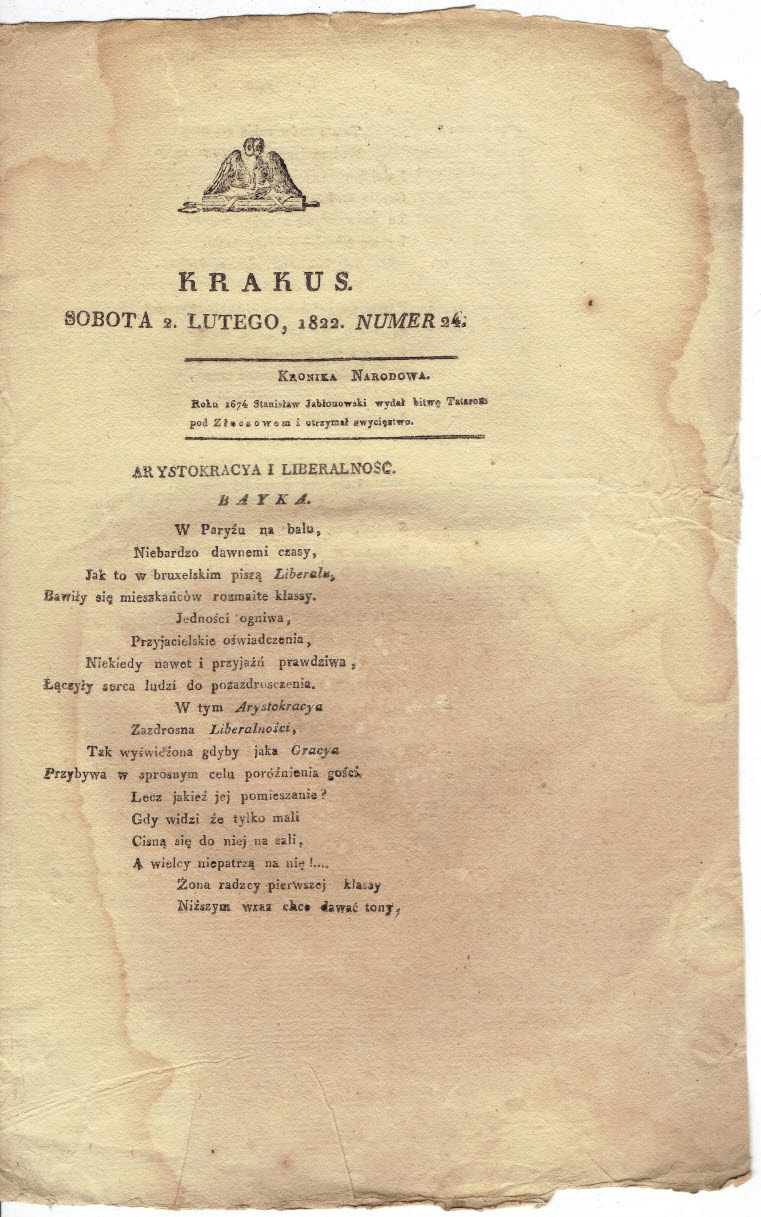 KRAKUS.
SOBOTA 2. LUTEGO, 1822. NUMER 24.
KRONIKA NARODOWA.
Roku 1674 Stanisław Jabłonowski wydał bitwę Tatarom
pod Złoczowem i otrzymał zwycięztwo.
ARYSTOKRACYA I LIBERALNOŚĆ.
BAYKA.
W Paryżu na balu,
Niebardzo dawnemi czasy,
Jak to w bruxelskim piszą Liberalu,
Bawiły się mieszkańców rozmaite klassy.
Jedności ogniwa,
Przyjacielskie oświadczenia,
Niekiedy nawet i przyjaźń prawdziwa,
Łączyły serca ludzi do pozazdrosczenia.
W tym Arystokracya
Zazdrosna Liberalności,
Tak wyświeżona gdyby jaka Gracya
Przybywa w sprosnym celu poróżnienia gości.
Lecz jakież jej pomieszanie?
Gdy widzi że tylko mali
Cisną się do niej na sali,
A wielcy niepatrzą na nię!....
Żona radzcy pierwszej klassy
Niższym wraz chce dawać tony,